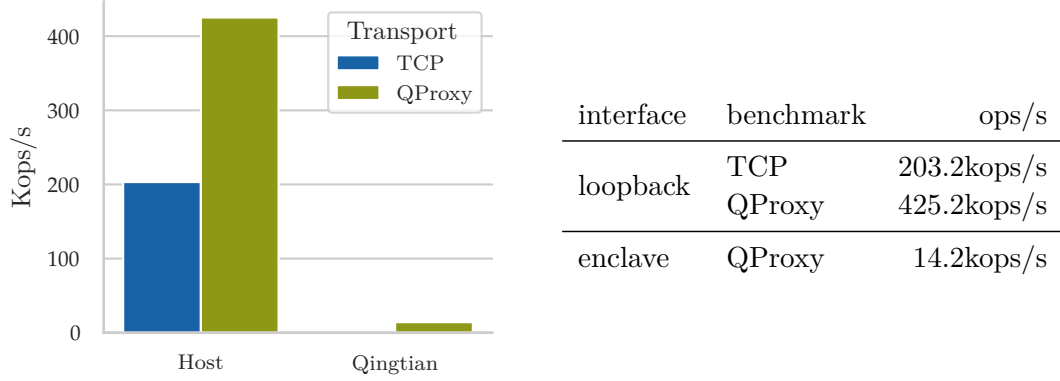 Kops/s
400
300
200
100
0
Host
Qingtian
Transport
TCP
QProxy
interface benchmark ops/s
loopback TCP 203.2kops/s
QProxy 425.2kops/s
enclave QProxy 14.2kops/s